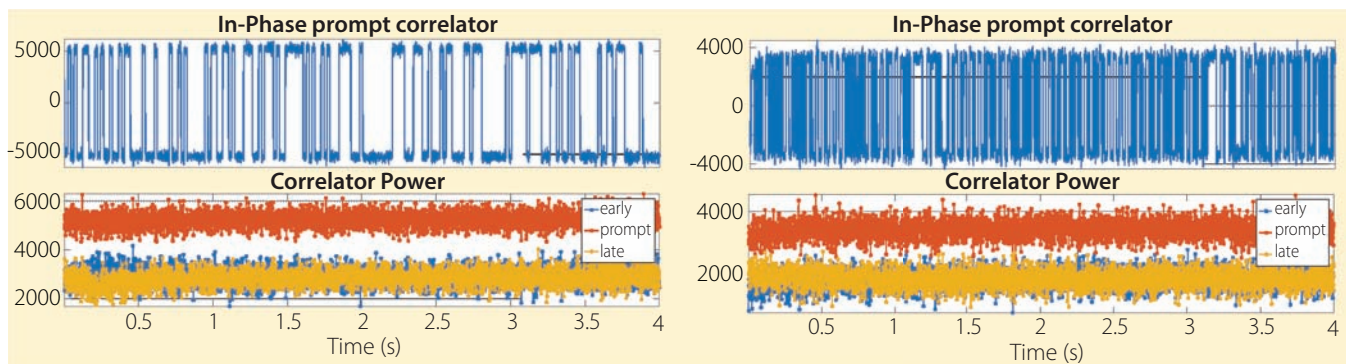 In-Phase prompt correlator
5000
0
-5000
Correlator Power
6000
4000
2000
early
prompt
late
0.5 1 1.5 2 2.5 3 3.5 4
Time (s)
In-Phase prompt correlator
4000
0
-4000
Correlator Power
4000
2000
0
early
prompt
late
0.5 1 1.5 2 2.5 3 3.5 4
Time (s)